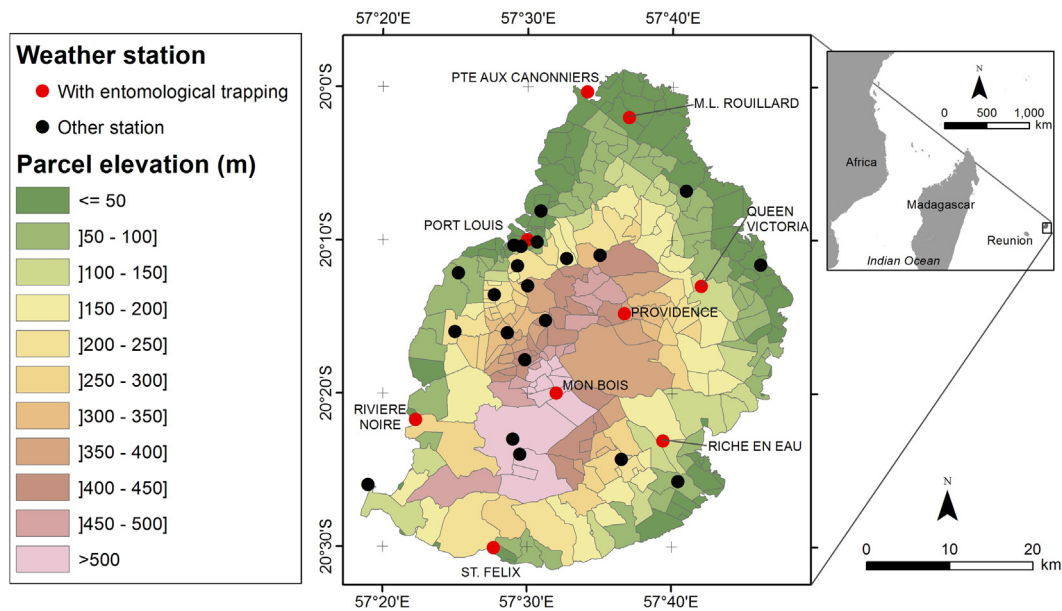 Weather station
With entomological trapping
Other station
Parcel elevation (m)
<= 50
]50 - 100]
]100 - 150]
]150 - 200]
]200 - 250]
]250 - 300]
]300 - 350]
]350 - 400]
]400 - 450]
]450 - 500]
>500
57°20'E
57°30'E
57°40'E
20°0'S
20°10'S
20°20'S
20°30'S
PTE AUX CANONNIERS
M.L. ROUILLARD
PORT LOUIS
QUEEN
VICTORIA
PROVIDENCE
MON BOIS
RIVIERE
NOIRE
RICHE EN EAU
ST. FELIX
57°20'E
57°30'E
57°40'E
N
0 500 1,000
km
Africa
Madagascar
Reunion
Indian Ocean
N
0 10 20
km